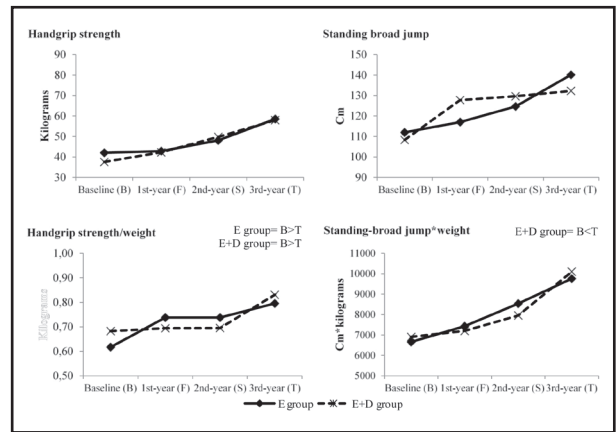 Handgrip strength
Kilograms
90
80
70
60
50
40
30
Baseline (B) 1st-year (F) 2nd-year (S) 3rd-year (T)
Standing broad jump
Cm
150
140
130
120
110
100
90
Baseline (B) 1st-year (F) 2nd-year (S) 3rd-year (T)
Handgrip strength/weight
E group= B>T
E+D group= B>T
Kilograms
1,00
0,90
0,80
0,70
0,60
0,50
Baseline (B) 1st-year (F) 2nd-year (S) 3rd-year (T)
Standing-broad jump*weight
E+D group= B<T
Cm*kilograms
11000
10000
9000
8000
7000
6000
5000
Baseline (B) 1st-year (F) 2nd-year (S) 3rd-year (T)
E group E+D group